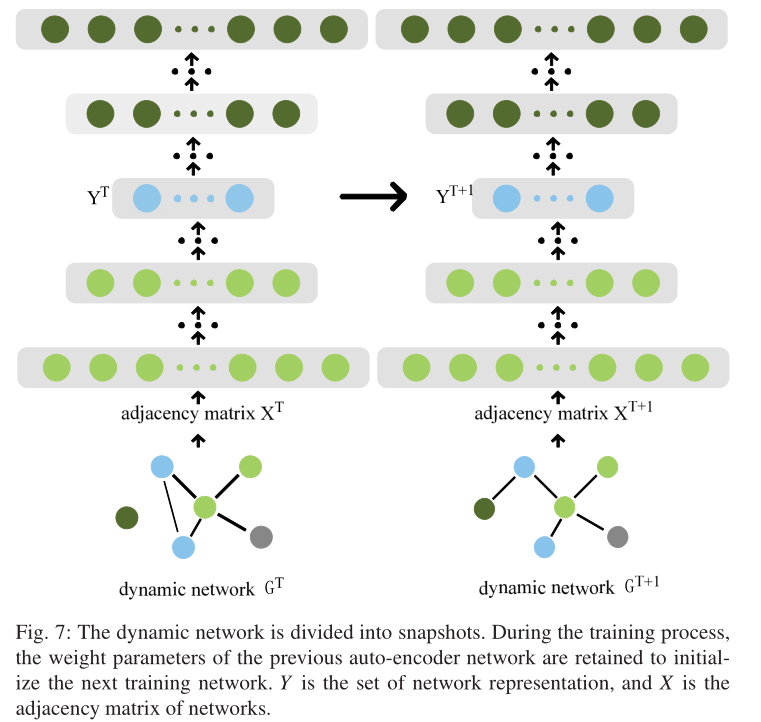 Y^T
Y^{T+1}
adjacency matrix X^T
adjacency matrix X^{T+1}
dynamic network G^T
dynamic network G^{T+1}
Fig. 7: The dynamic network is divided into snapshots. During the training process,
the weight parameters of the previous auto-encoder network are retained to initial-
ize the next training network. Y is the set of network representation, and X is the
adjacency matrix of networks.